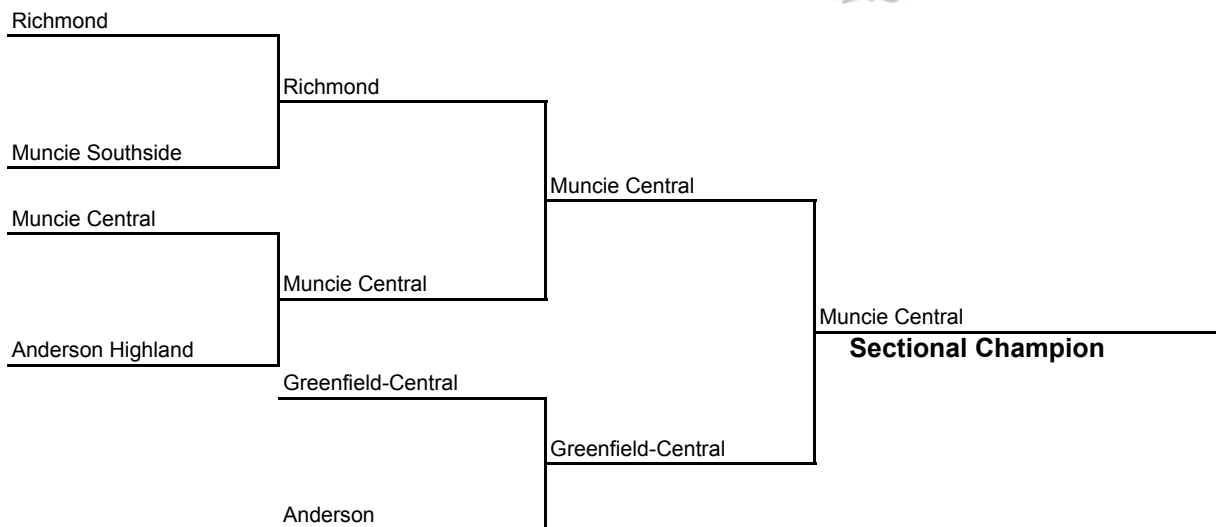 Richmond
Richmond
Muncie Southside
Muncie Central
Muncie Central
Muncie Central
Muncie Central
Sectional Champion
Anderson Highland
Greenfield-Central
Greenfield-Central
Anderson